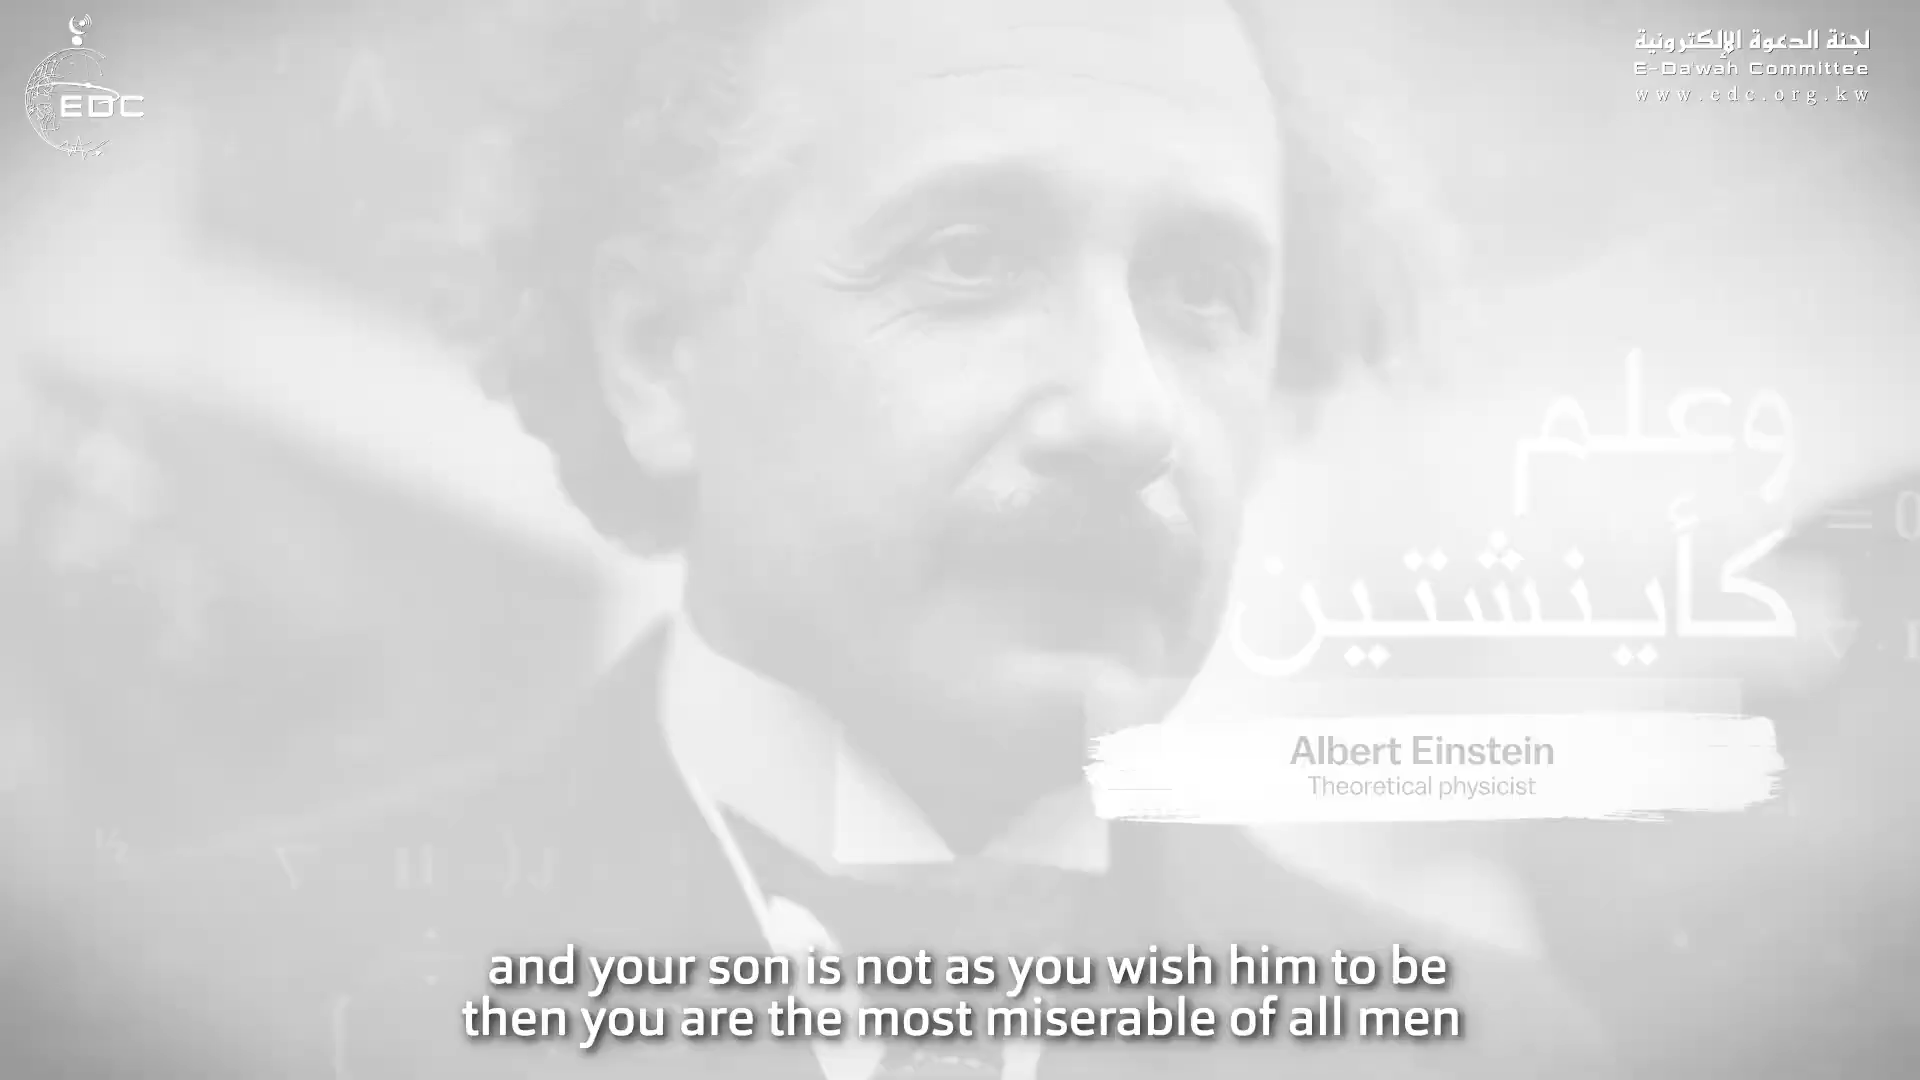 EDC
لجنة الدعوة الإلكترونية
E-Dawah Committee
www.edc.org.kw
وعلم
كأينشتين
= 0
Albert Einstein
Theoretical physicist
and your son is not as you wish him to be
then you are the most miserable of all men